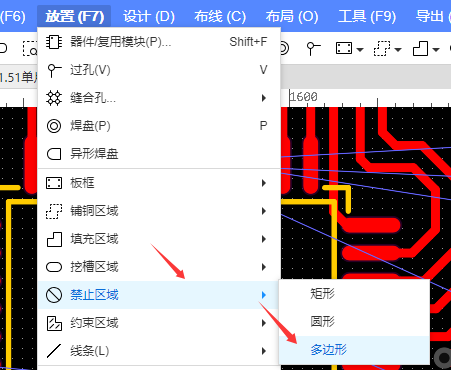 (F6) 放置 (F7) 设计 (D) 布线 (C) 布局 (O) 工具 (F9) 导出
器件/复用模块(P)... Shift+F
1.51单
过孔(V) V
缝合孔...
1600
焊盘(P) P
异形焊盘
板框
铺铜区域
填充区域
挖槽区域
禁止区域
矩形
约束区域
圆形
线条(L)
多边形